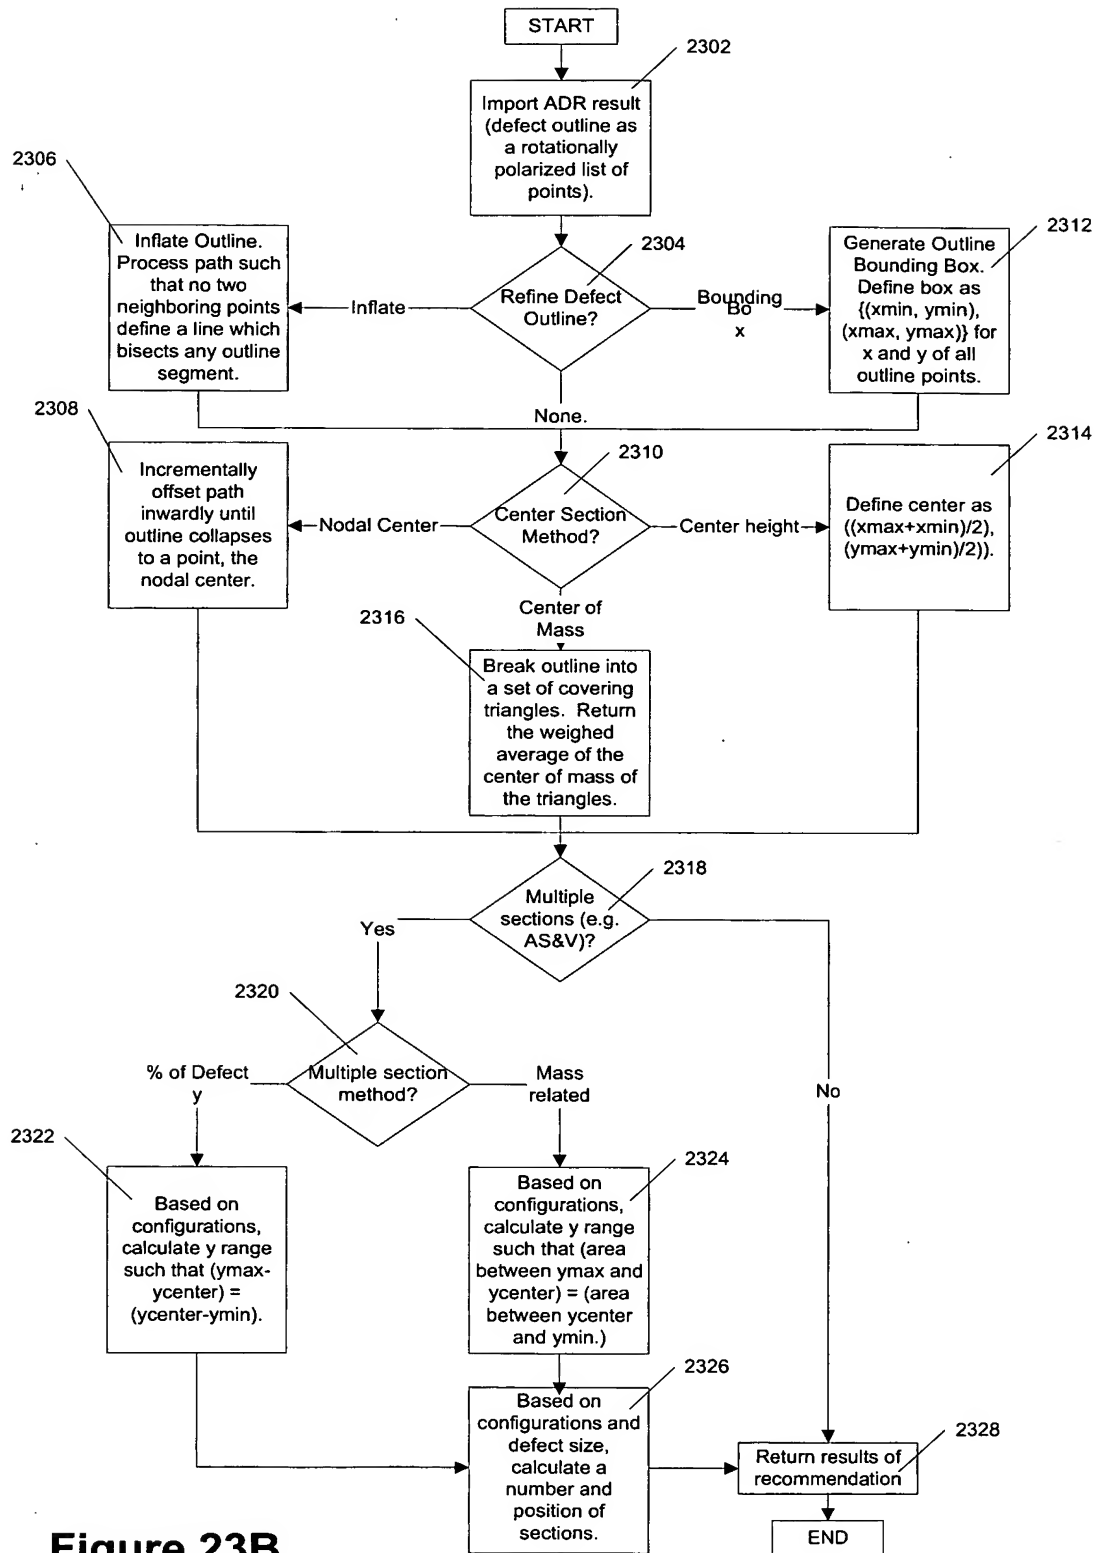 START
2302
Import ADR result
(defect outline as
a rotationally
polarized list of
points).
2306
Inflate Outline.
Process path such
that no two
neighboring points
define a line which
bisects any outline
segment.
Inflate
2304
Refine Defect
Outline?
Bounding
Bo
x
2312
Generate Outline
Bounding Box.
Define box as
{(xmin, ymin),
(xmax, ymax)} for
x and y of all
outline points.
None.
2308
Incrementally
offset path
inwardly until
outline collapses
to a point, the
nodal center.
Nodal Center
2310
Center Section
Method?
Center height
2314
Define center as
((xmax+xmin)/2),
(ymax+ymin)/2)).
Center of
Mass
2316
Break outline into
a set of covering
triangles. Return
the weighed
average of the
center of mass of
the triangles.
2318
Multiple
sections (e.g.
AS&V)?
Yes
No
2320
Multiple section
method?
% of Defect
y
Mass
related
2322
Based on
configurations,
calculate y range
such that (ymax-
ycenter) =
(ycenter-ymin).
2324
Based on
configurations,
calculate y range
such that (area
between ymax and
ycenter) = (area
between ycenter
and ymin.)
2326
Based on
configurations and
defect size,
calculate a
number and
position of
sections.
2328
Return results of
recommendation
END
Figure 23B